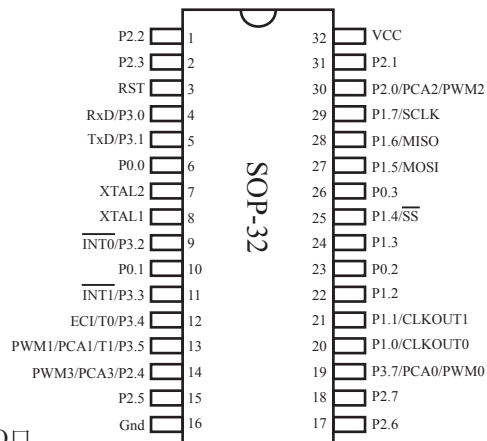 P2.2 1 32 VCC
P2.3 2 31 P2.1
RST 3 30 P2.0/PCA2/PWM2
RxD/P3.0 4 29 P1.7/SCLK
TxD/P3.1 5 28 P1.6/MISO
P0.0 6 27 P1.5/MOSI
XTAL2 7 26 P0.3
XTAL1 8 25 P1.4/SS
INT0/P3.2 9 24 P1.3
P0.1 10 23 P0.2
INT1/P3.3 11 22 P1.2
ECI/T0/P3.4 12 21 P1.1/CLKOUT1
PWM1/PCA1/T1/P3.5 13 20 P1.0/CLKOUT0
PWM3/PCA3/P2.4 14 19 P3.7/PCA0/PWM0
P2.5 15 18 P2.7
Gnd 16 17 P2.6
SOP-32